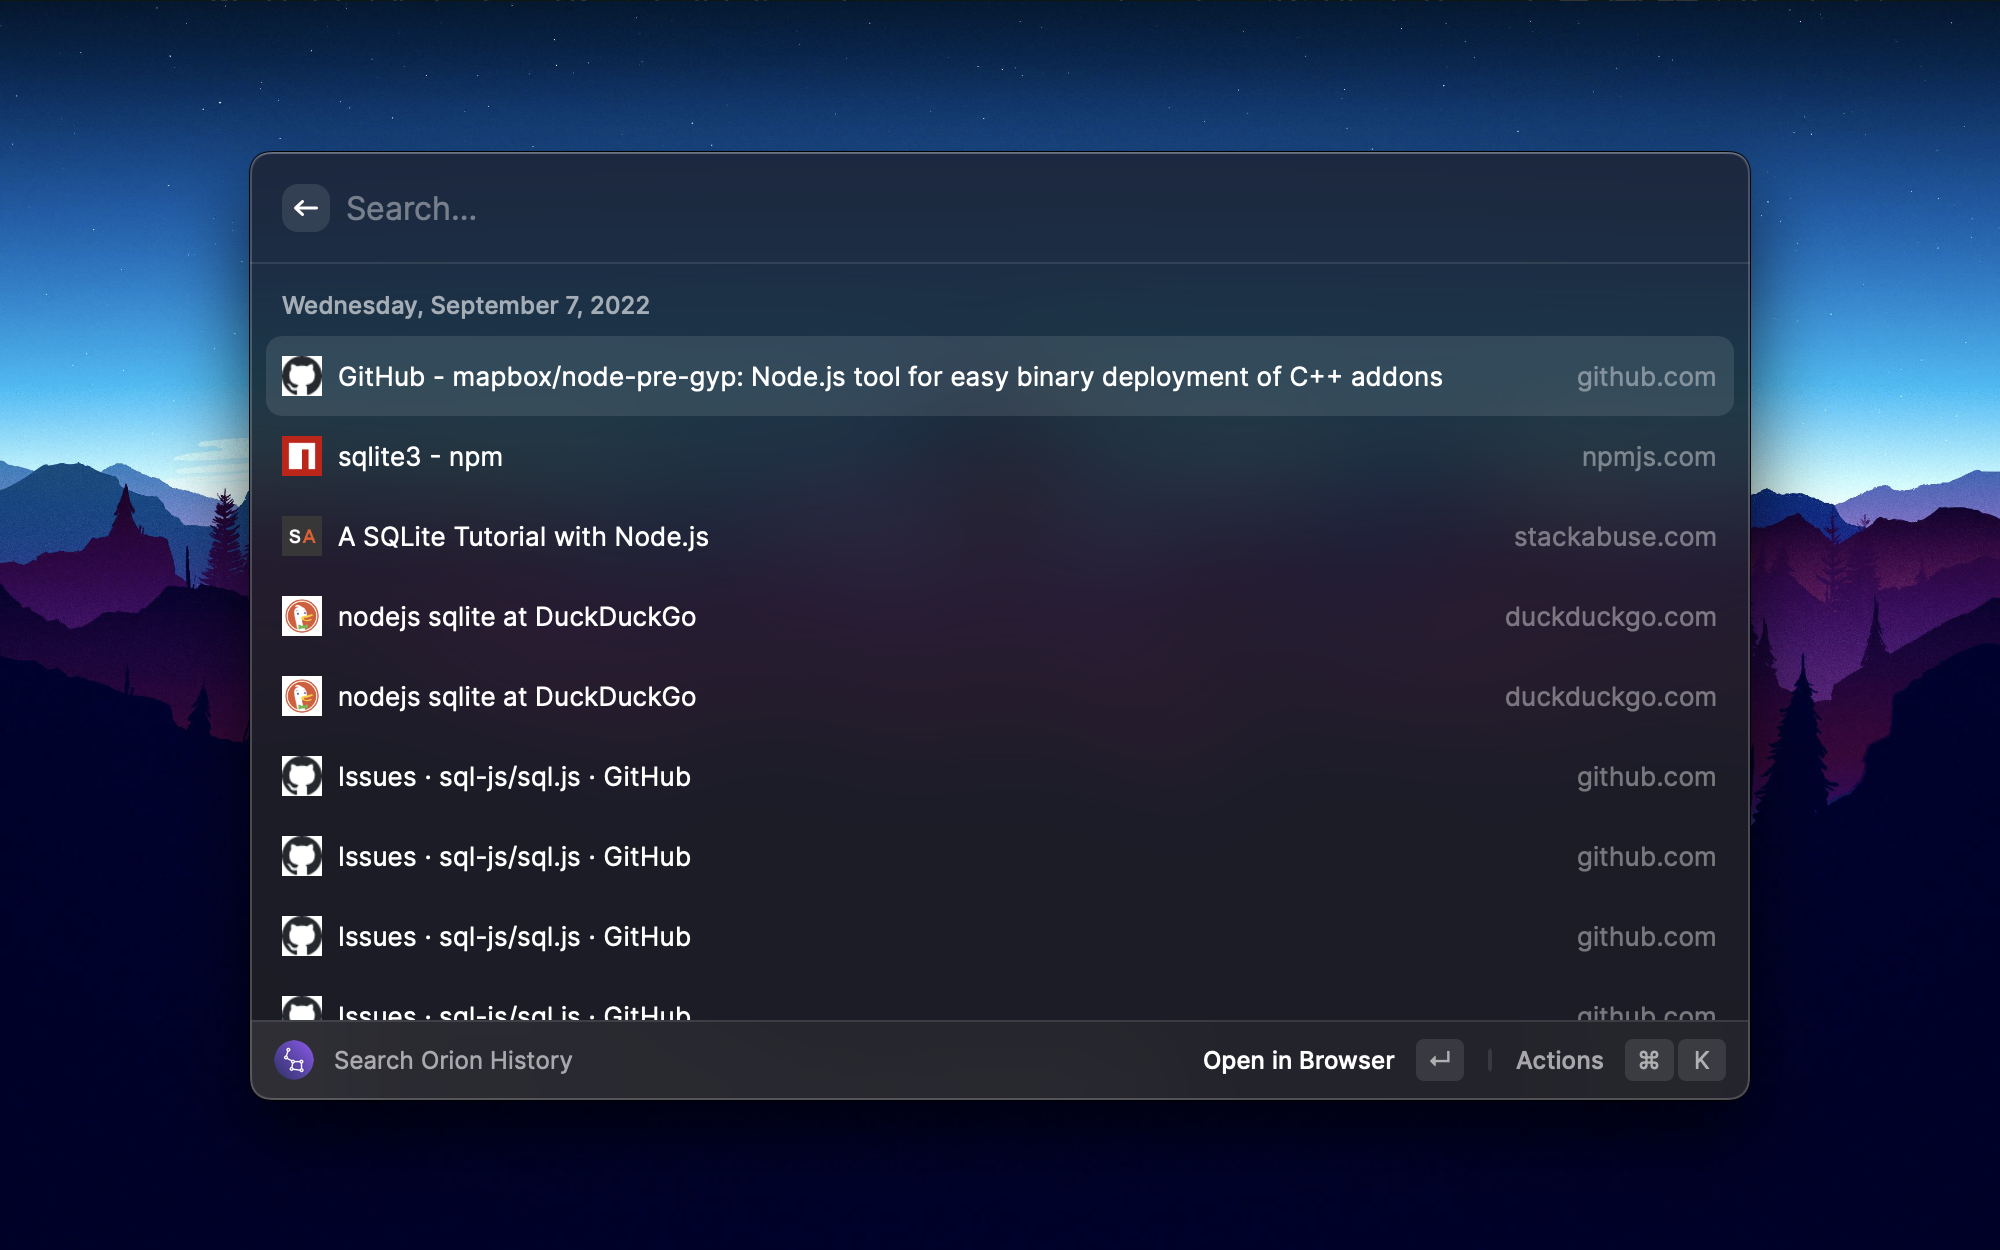 Search...
Wednesday, September 7, 2022
GitHub - mapbox/node-pre-gyp: Node.js tool for easy binary deployment of C++ addons github.com
sqlite3 - npm npmjs.com
SA A SQLite Tutorial with Node.js stackabuse.com
nodejs sqlite at DuckDuckGo duckduckgo.com
nodejs sqlite at DuckDuckGo duckduckgo.com
Issues · sql-js/sql.js · GitHub github.com
Issues · sql-js/sql.js · GitHub github.com
Issues · sql-js/sql.js · GitHub github.com
Issues · sql-js/sql.js · GitHub github.com
Search Orion History Open in Browser ↵ Actions ⌘ K